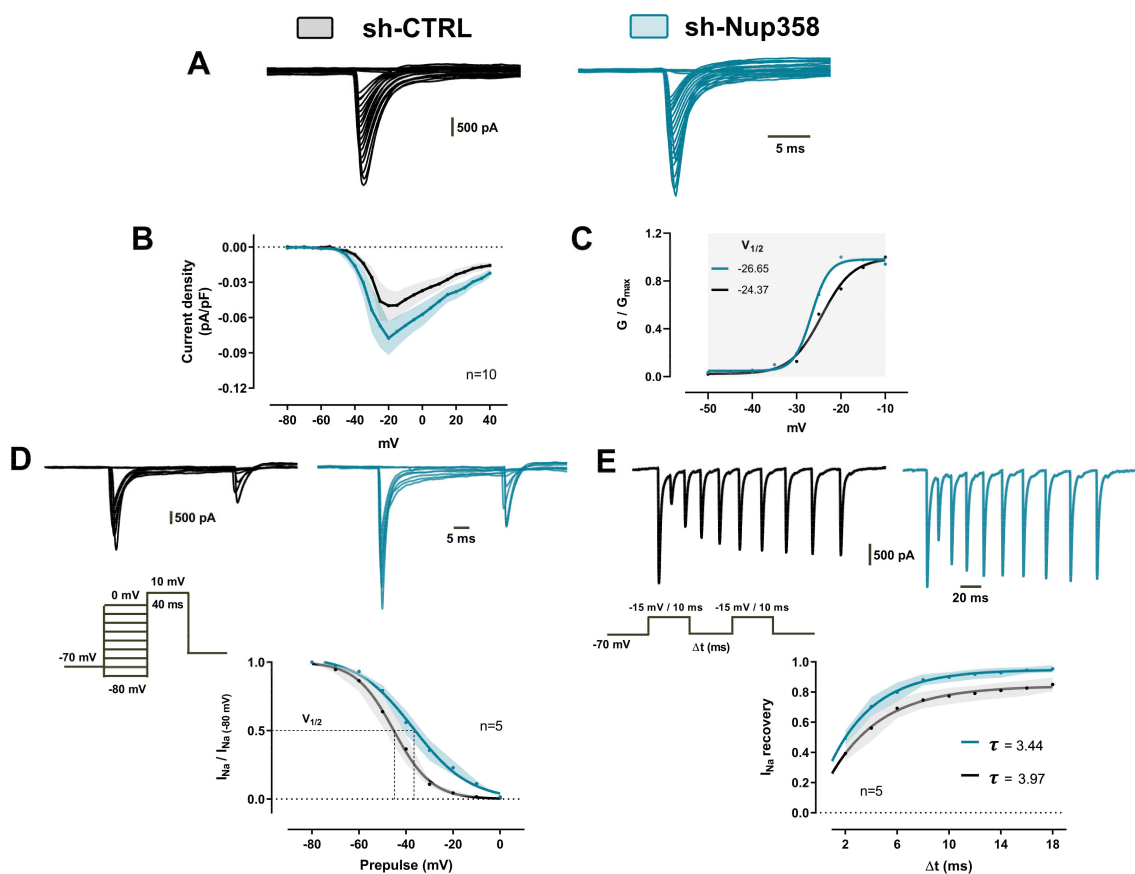 sh-CTRL
sh-Nup358
A
500 pA
5 ms
B
Current density
(pA/pF)
0.00
-0.03
-0.06
-0.09
-0.12
n=10
-80
-60
-40
-20
0
20
40
mV
C
G / Gmax
1.2
0.8
0.4
0.0
V1/2
-26.65
-24.37
-50
-40
-30
-20
-10
mV
D
500 pA
5 ms
10 mV
0 mV
40 ms
-70 mV
-80 mV
INa / INa (-80 mV)
1.0
0.5
0.0
V1/2
n=5
-80
-60
-40
-20
0
Prepulse (mV)
E
500 pA
20 ms
-15 mV / 10 ms
-15 mV / 10 ms
-70 mV
Δt (ms)
INa recovery
1.0
0.8
0.6
0.4
0.2
0.0
τ = 3.44
τ = 3.97
n=5
2
6
10
14
18
Δt (ms)